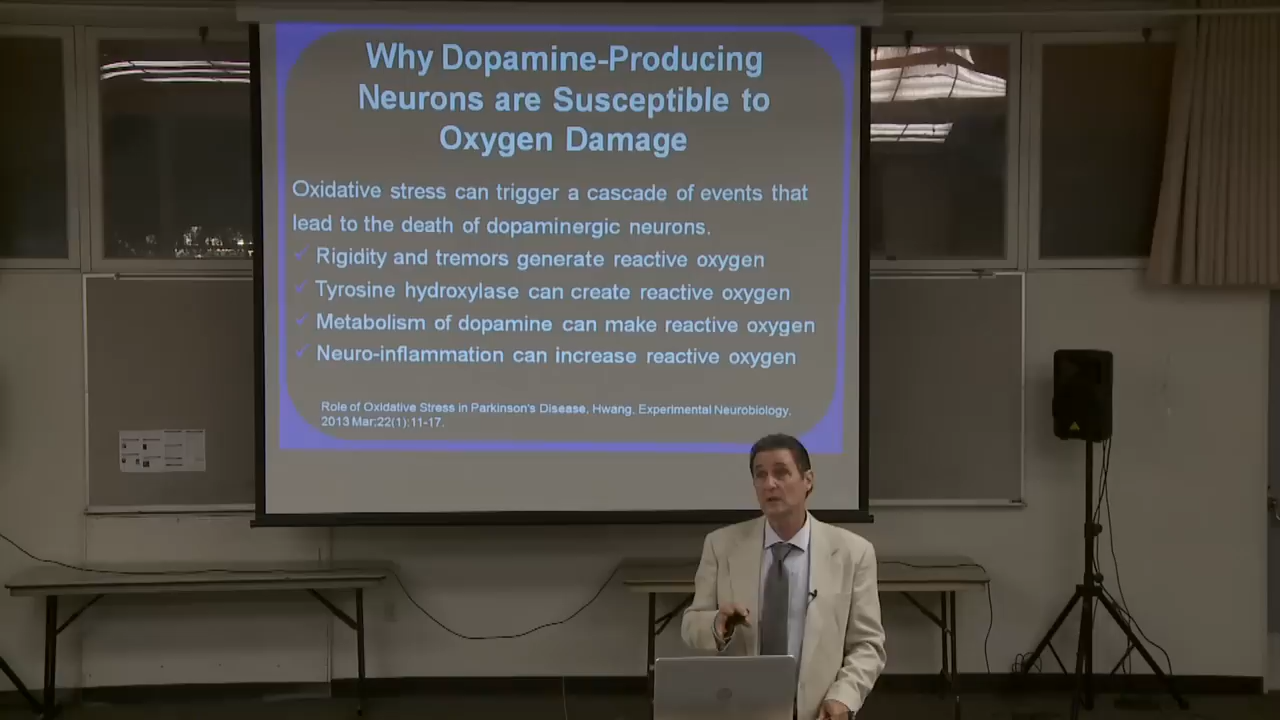 Why Dopamine-Producing
Neurons are Susceptible to
Oxygen Damage
Oxidative stress can trigger a cascade of events that
lead to the death of dopaminergic neurons.
✓ Rigidity and tremors generate reactive oxygen
✓ Tyrosine hydroxylase can create reactive oxygen
✓ Metabolism of dopamine can make reactive oxygen
✓ Neuro-inflammation can increase reactive oxygen
Role of Oxidative Stress in Parkinson's Disease, Hwang, Experimental Neurobiology.
2013 Mar;22(1):11-17.